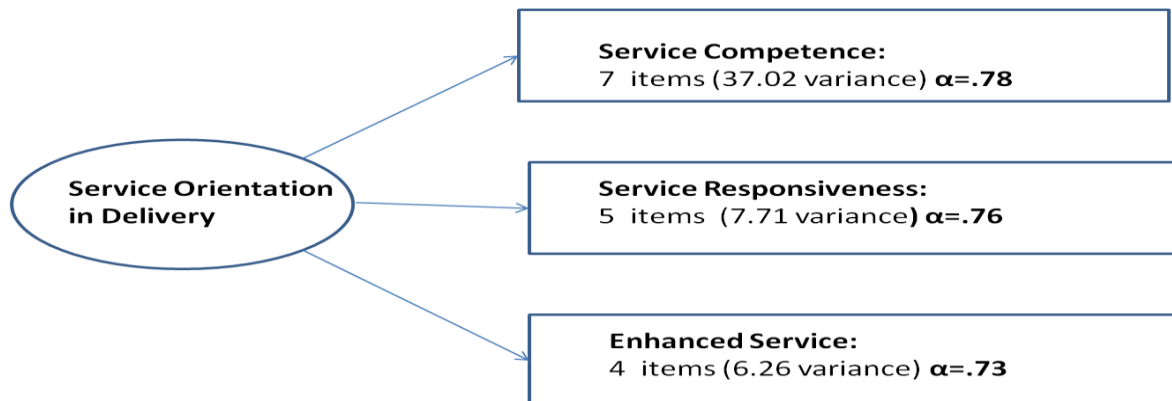 Service Competence:
7 items (37.02 variance) α=.78
Service Orientation
in Delivery
Service Responsiveness:
5 items (7.71 variance) α=.76
Enhanced Service:
4 items (6.26 variance) α=.73